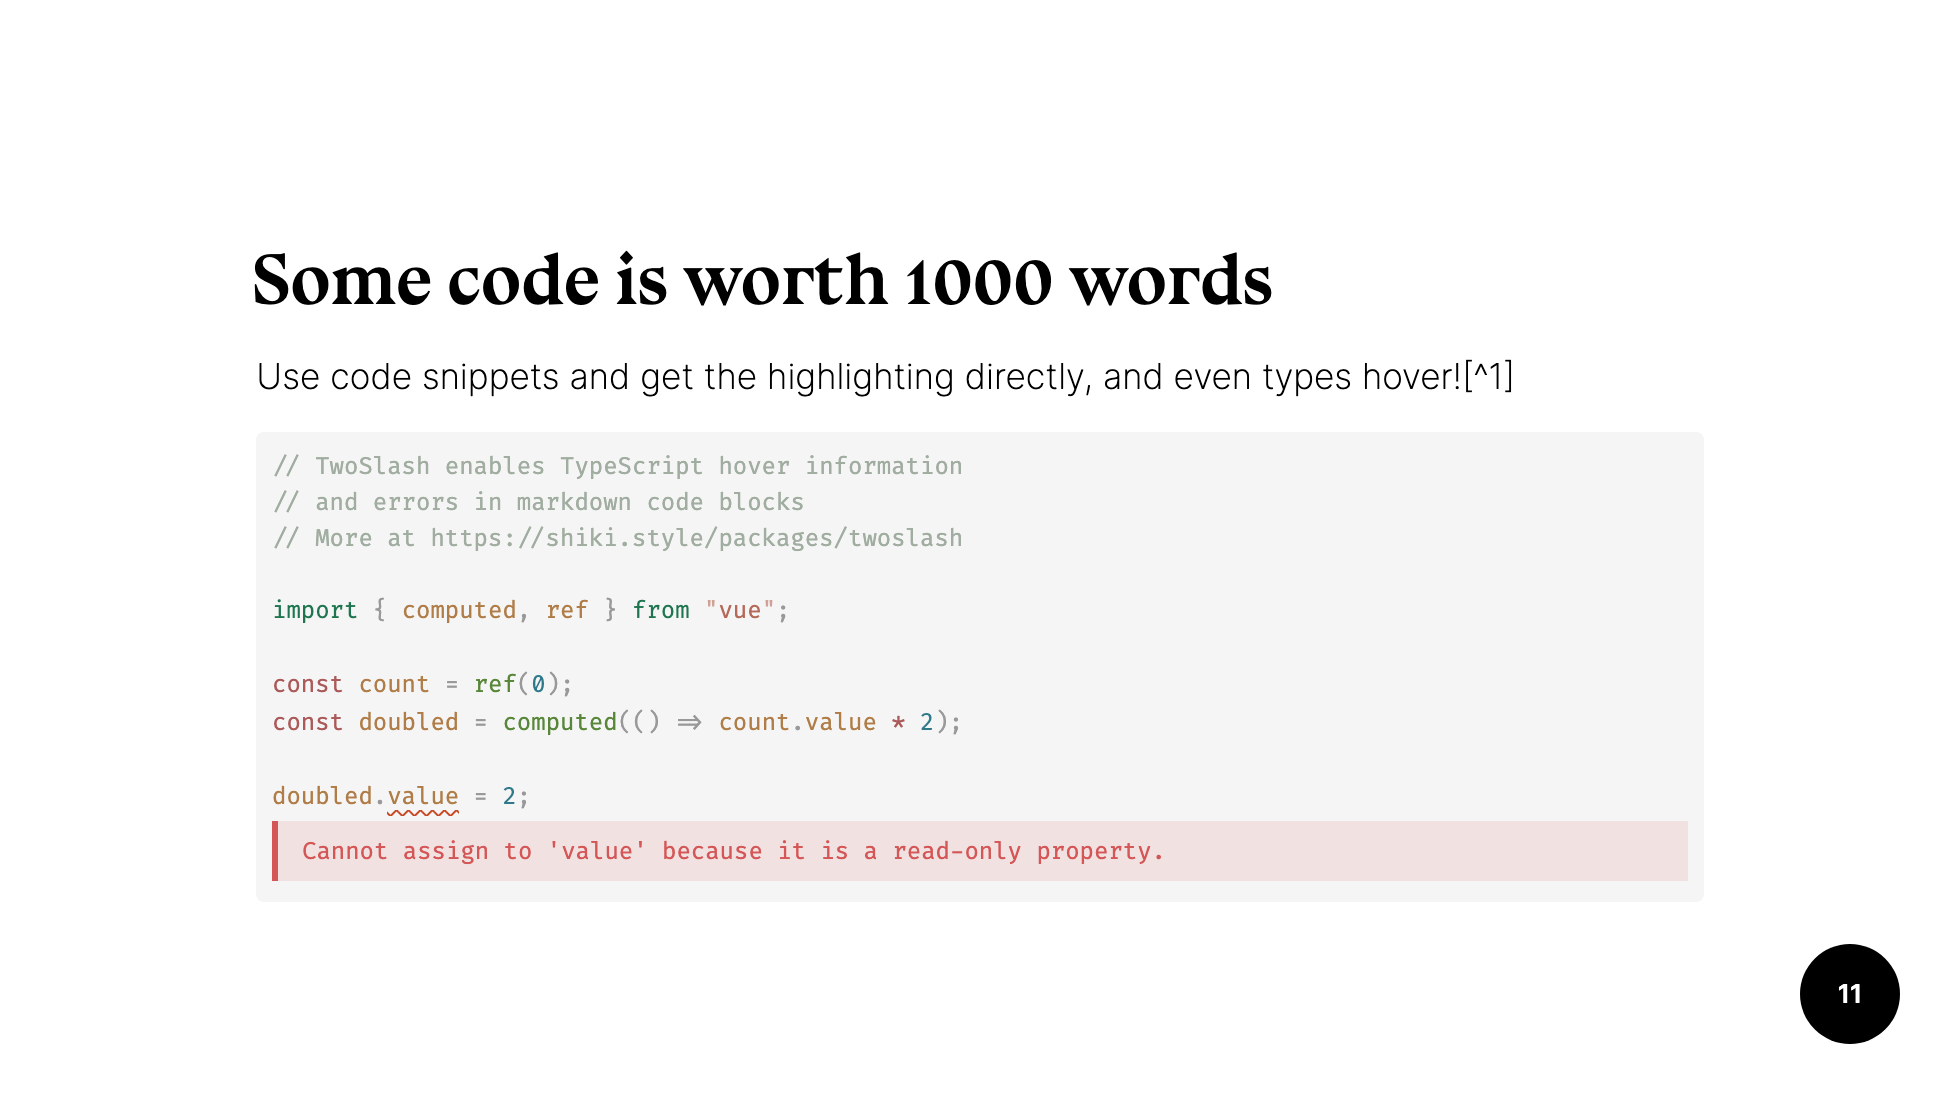 Some code is worth 1000 words
Use code snippets and get the highlighting directly, and even types hover![^1]
// TwoSlash enables TypeScript hover information
// and errors in markdown code blocks
// More at https://shiki.style/packages/twoslash
import { computed, ref } from "vue";
const count = ref(0);
const doubled = computed(() => count.value * 2);
doubled.value = 2;
Cannot assign to 'value' because it is a read-only property.
11